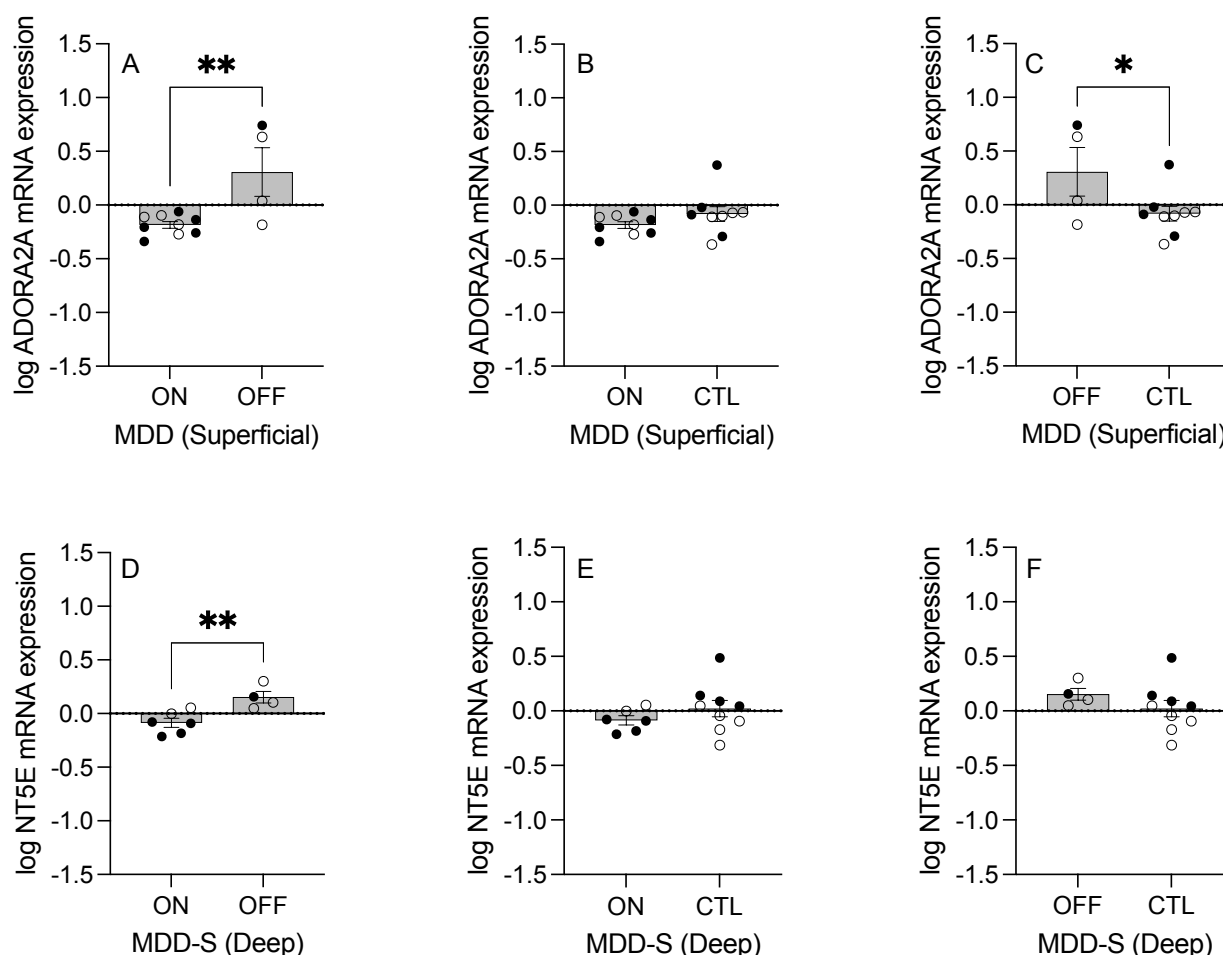 A
**
log ADORA2A mRNA expression
1.5
1.0
0.5
0.0
-0.5
-1.0
-1.5
ON OFF
MDD (Superficial)
B
log ADORA2A mRNA expression
1.5
1.0
0.5
0.0
-0.5
-1.0
-1.5
ON CTL
MDD (Superficial)
C
*
log ADORA2A mRNA expression
1.5
1.0
0.5
0.0
-0.5
-1.0
-1.5
OFF CTL
MDD (Superficial)
D
**
log NT5E mRNA expression
1.5
1.0
0.5
0.0
-0.5
-1.0
-1.5
ON OFF
MDD-S (Deep)
E
log NT5E mRNA expression
1.5
1.0
0.5
0.0
-0.5
-1.0
-1.5
ON CTL
MDD-S (Deep)
F
log NT5E mRNA expression
1.5
1.0
0.5
0.0
-0.5
-1.0
-1.5
OFF CTL
MDD-S (Deep)